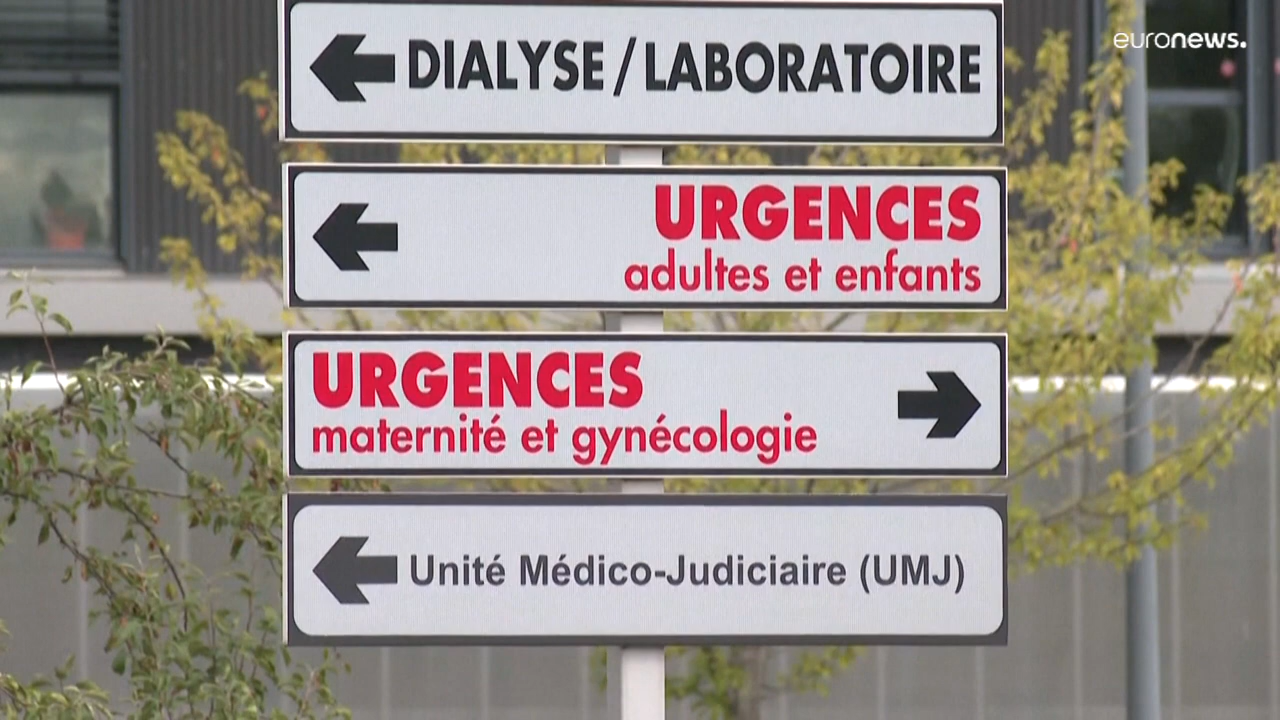 euronews.
DIALYSE / LABORATOIRE
URGENCES
adultes et enfants
URGENCES
maternité et gynécologie
Unité Médico-Judiciaire (UMJ)